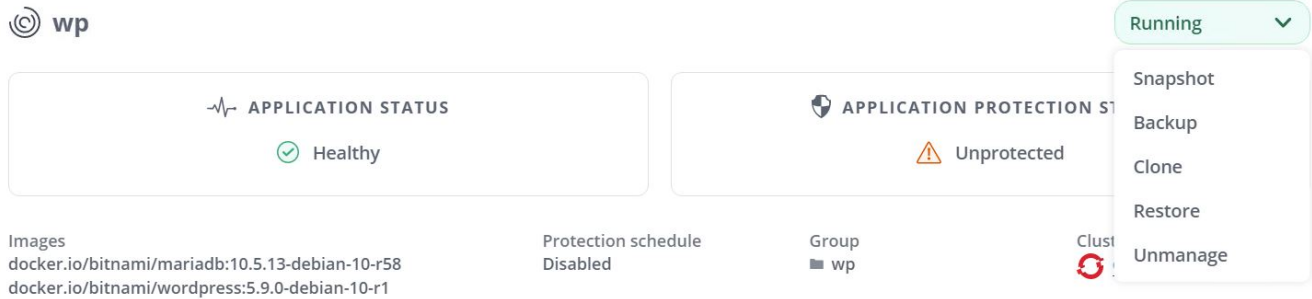 wp
Running
APPLICATION STATUS
APPLICATION PROTECTION ST
Healthy
Unprotected
Snapshot
Backup
Clone
Restore
Unmanage
Images
docker.io/bitnami/mariadb:10.5.13-debian-10-r58
docker.io/bitnami/wordpress:5.9.0-debian-10-r1
Protection schedule
Disabled
Group
wp
Clust